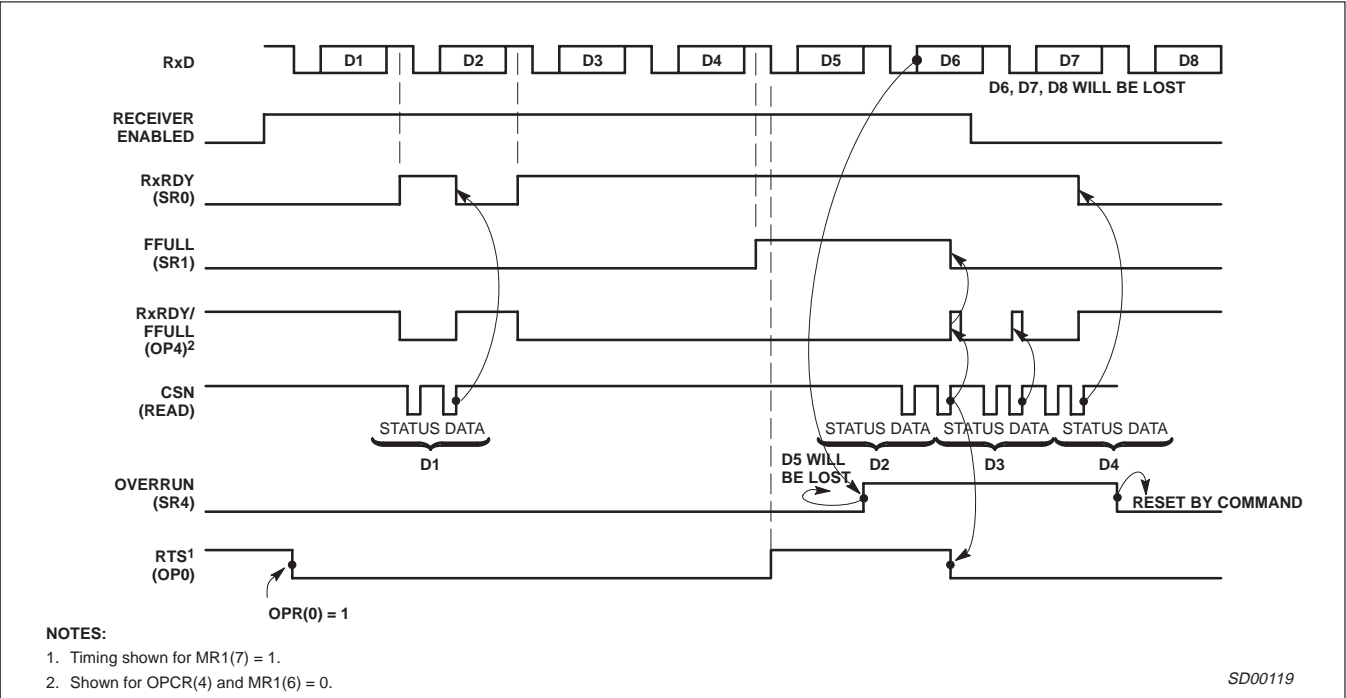 RxD
D1 D2 D3 D4 D5 D6 D7 D8
D6, D7, D8 WILL BE LOST
RECEIVER
ENABLED
RxRDY
(SR0)
FFULL
(SR1)
RxRDY/
FFULL
(OP4)2
CSN
(READ)
STATUS DATA STATUS DATA STATUS DATA STATUS DATA
D1 D2 D3 D4
D5 WILL
BE LOST
OVERRUN
(SR4)
RESET BY COMMAND
RTS1
(OP0)
OPR(0) = 1
NOTES:
1. Timing shown for MR1(7) = 1.
2. Shown for OPCR(4) and MR1(6) = 0.
SD00119